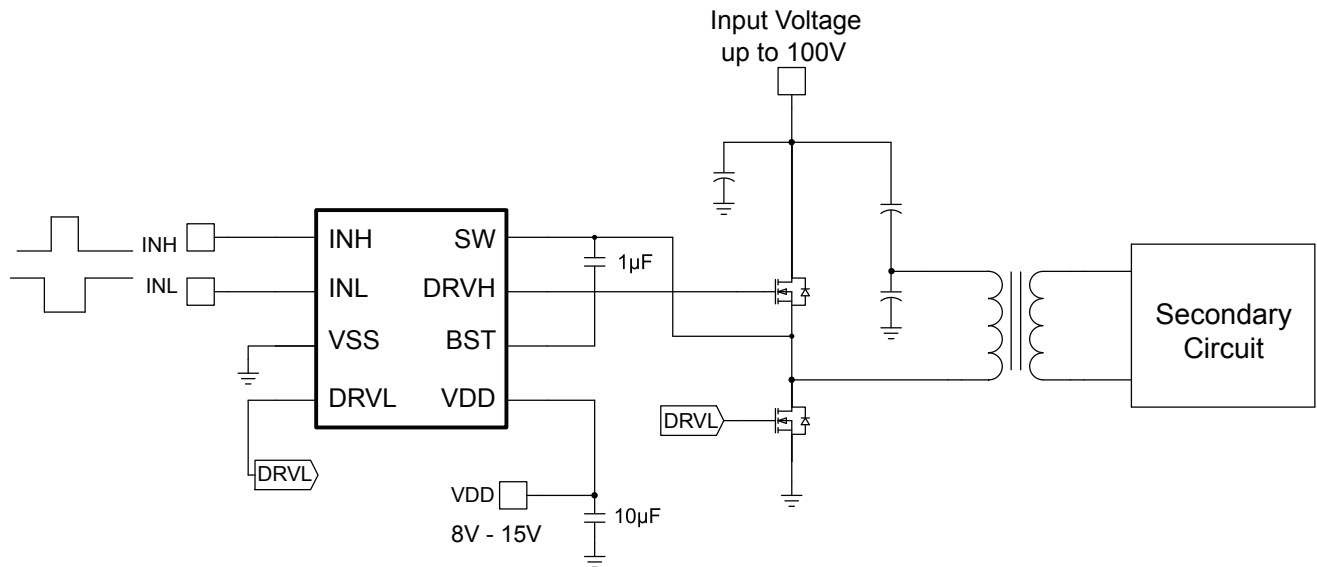 Input Voltage
up to 100V
INH
INL
INH
INL
VSS
DRVL
SW
DRVH
BST
VDD
1µF
DRVL
VDD
8V - 15V
10µF
DRVL
Secondary
Circuit